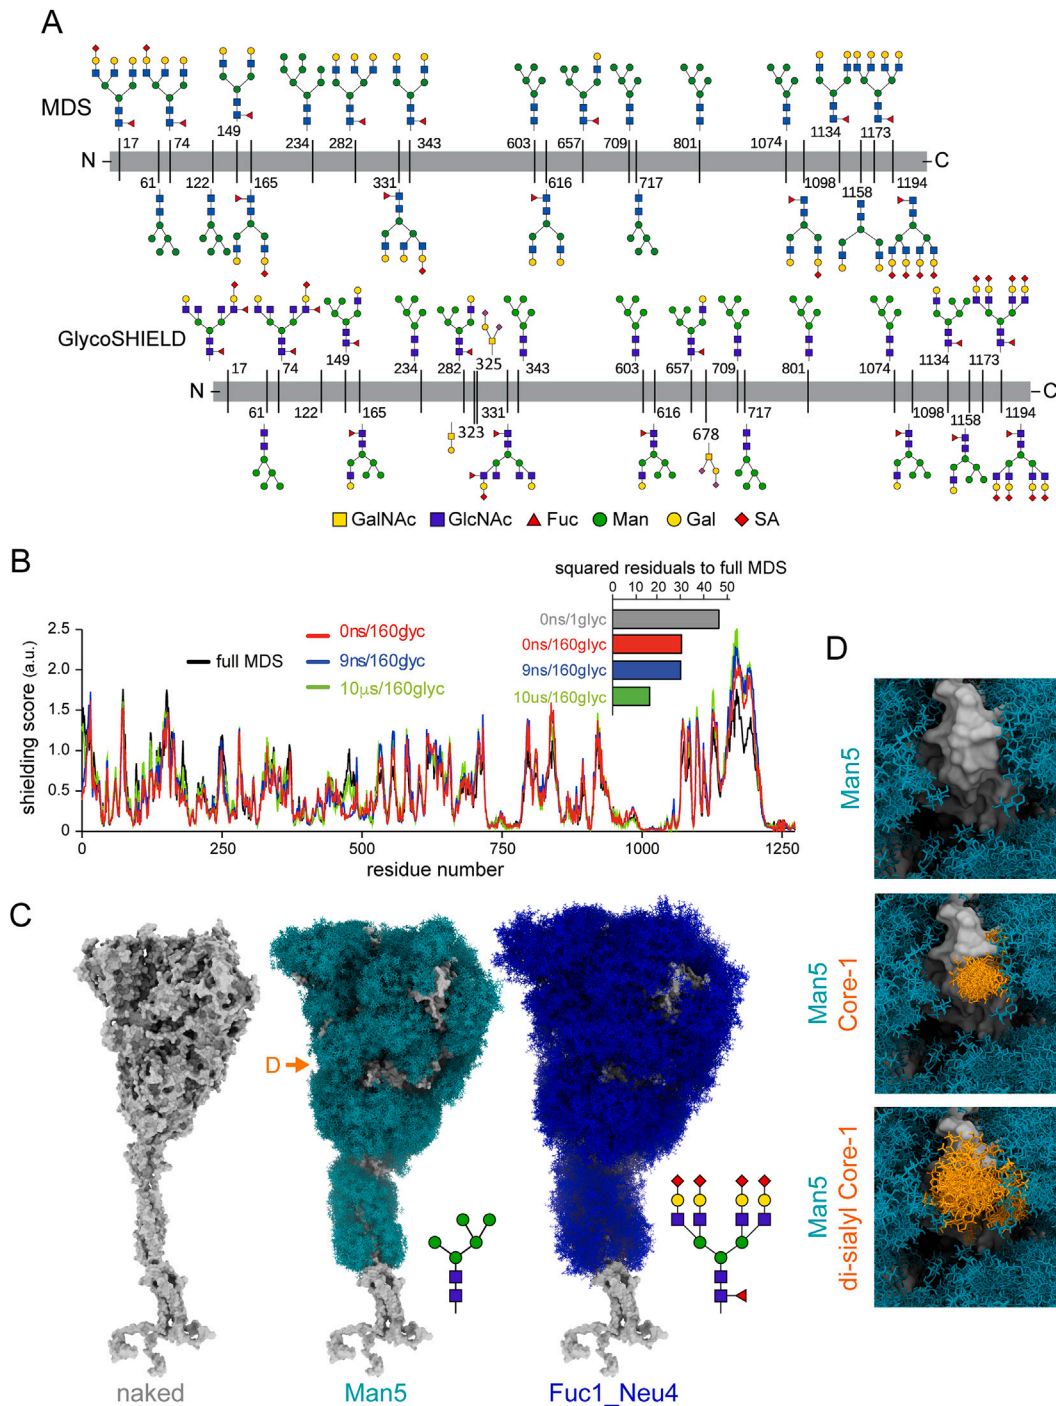 A
MDS
149
17 74 234 282 343 603 657 709 801 1074 1134 1173
N C
61 122 165 331 616 717 1098 1158 1194
GlycoSHIELD
149 325
17 74 234 282 343 603 657 709 801 1074 1134 1173
N C
61 122 165 323 331 616 678 717 1098 1158 1194
GalNAc GlcNAc Fuc Man Gal SA
B
squared residuals to full MDS
0 10 20 30 40 50
0ns/1glyc
0ns/160glyc
9ns/160glyc
10us/160glyc
full MDS
0ns/160glyc
9ns/160glyc
10μs/160glyc
shielding score (a.u.)
2.5
2.0
1.5
1.0
0.5
0
0 250 500 750 1000 1250
residue number
C
D
naked
Man5
Fuc1_Neu4
D
Man5
Man5
Core-1
Man5
di-sialyl Core-1